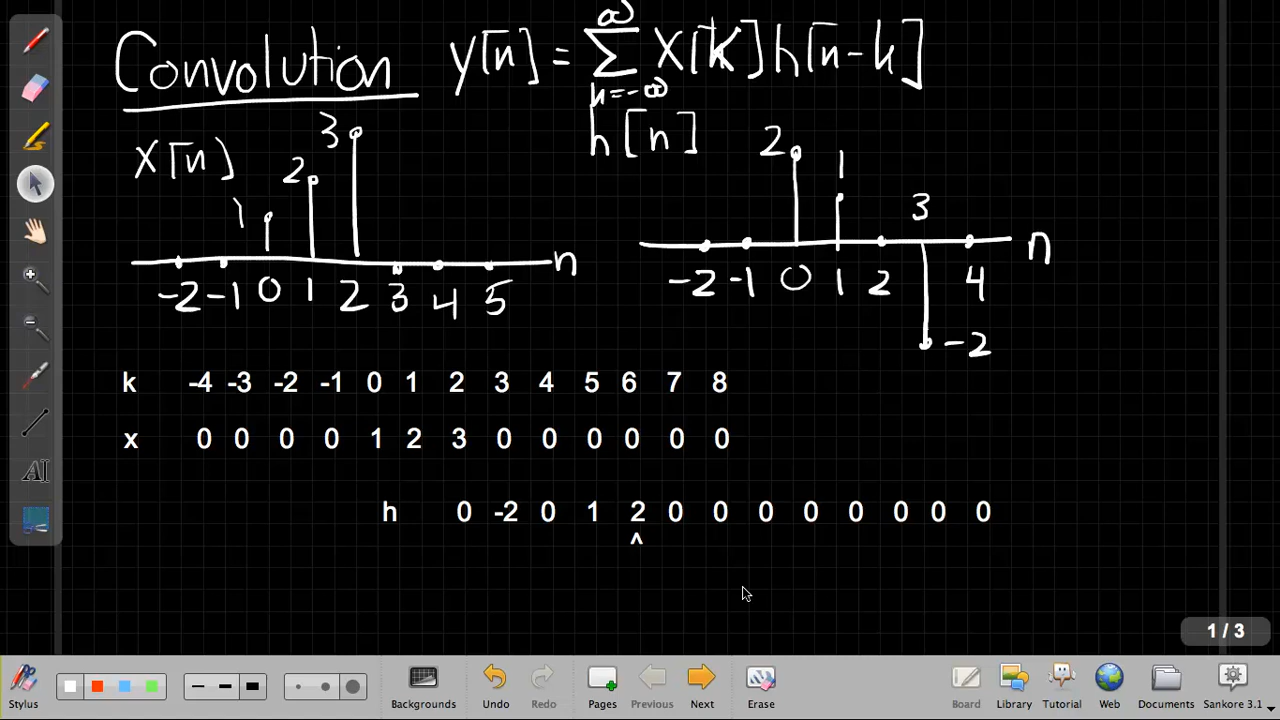 Convolution y[n] = ∑ x[k]h[n-k]
∞
k=-∞
x[n]
1 2 3
n
-2 -1 0 1 2 3 4 5
h[n]
2 1 3
n
-2 -1 0 1 2 4
-2
k -4 -3 -2 -1 0 1 2 3 4 5 6 7 8
x 0 0 0 0 1 2 3 0 0 0 0 0 0
h 0 -2 0 1 2 0 0 0 0 0 0 0 0
^
1 / 3
AI
Stylus Backgrounds Undo Redo Pages Previous Next Erase Board Library Tutorial Web Documents Sankore 3.1